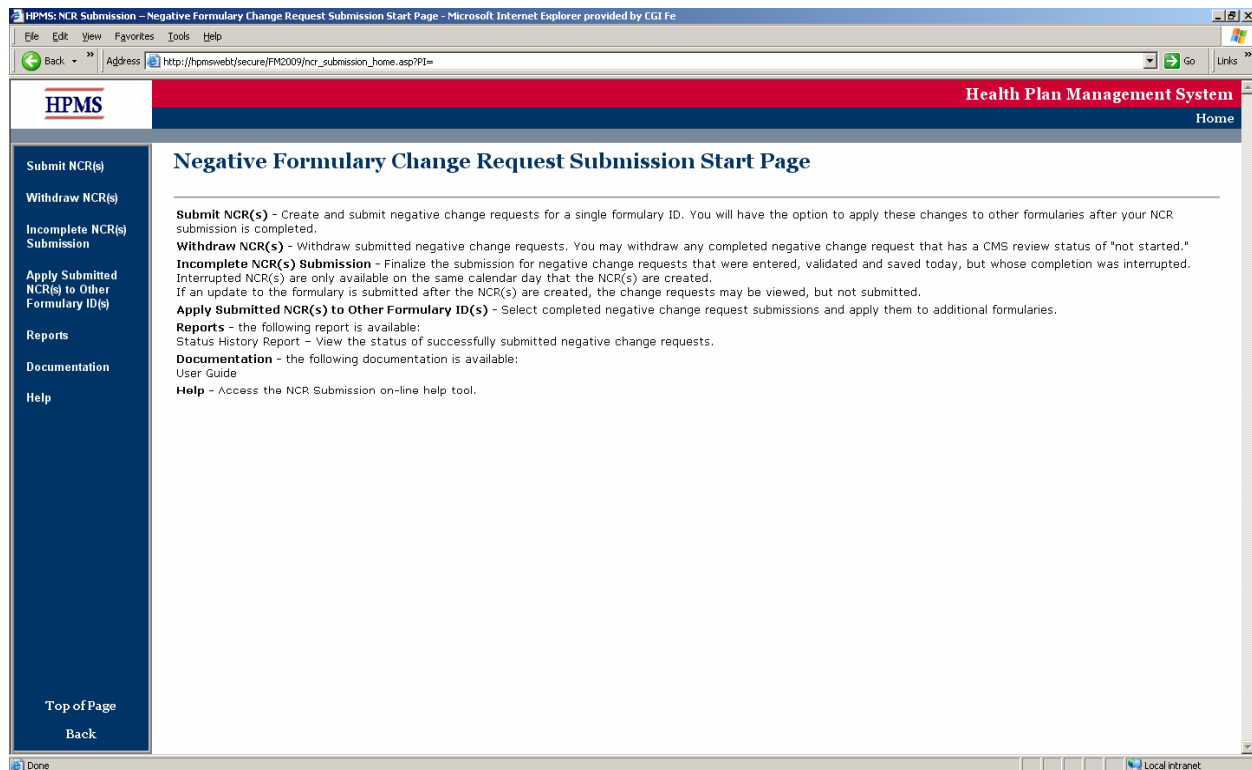 HPMS: NCR Submission – Negative Formulary Change Request Submission Start Page - Microsoft Internet Explorer provided by CGI Fe
File Edit View Favorites Tools Help
Back » Address http://hpmswebt/secure/FM2009/ncr_submission_home.asp?PI= Go Links »
HPMS
Health Plan Management System
Home
Submit NCR(s)
Withdraw NCR(s)
Incomplete NCR(s)
Submission
Apply Submitted
NCR(s) to Other
Formulary ID(s)
Reports
Documentation
Help
Top of Page
Back
Negative Formulary Change Request Submission Start Page
Submit NCR(s) - Create and submit negative change requests for a single formulary ID. You will have the option to apply these changes to other formularies after your NCR
submission is completed.
Withdraw NCR(s) - Withdraw submitted negative change requests. You may withdraw any completed negative change request that has a CMS review status of "not started."
Incomplete NCR(s) Submission - Finalize the submission for negative change requests that were entered, validated and saved today, but whose completion was interrupted.
Interrupted NCR(s) are only available on the same calendar day that the NCR(s) are created.
If an update to the formulary is submitted after the NCR(s) are created, the change requests may be viewed, but not submitted.
Apply Submitted NCR(s) to Other Formulary ID(s) - Select completed negative change request submissions and apply them to additional formularies.
Reports - the following report is available:
Status History Report – View the status of successfully submitted negative change requests.
Documentation - the following documentation is available:
User Guide
Help - Access the NCR Submission on-line help tool.
Done
Local intranet